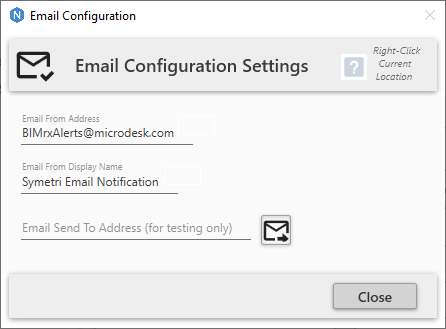 Email Configuration
Email Configuration Settings
?
Right-Click
Current
Location
Email From Address
BIMrxAlerts@microdesk.com
Email From Display Name
Symetri Email Notification
Email Send To Address (for testing only)
Close